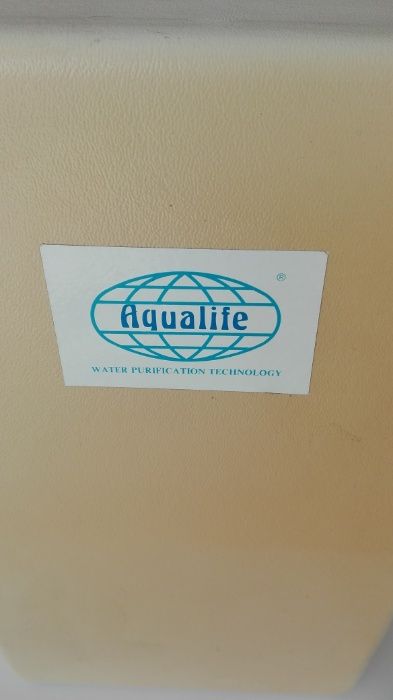 ®
Aqualife
WATER PURIFICATION TECHNOLOGY